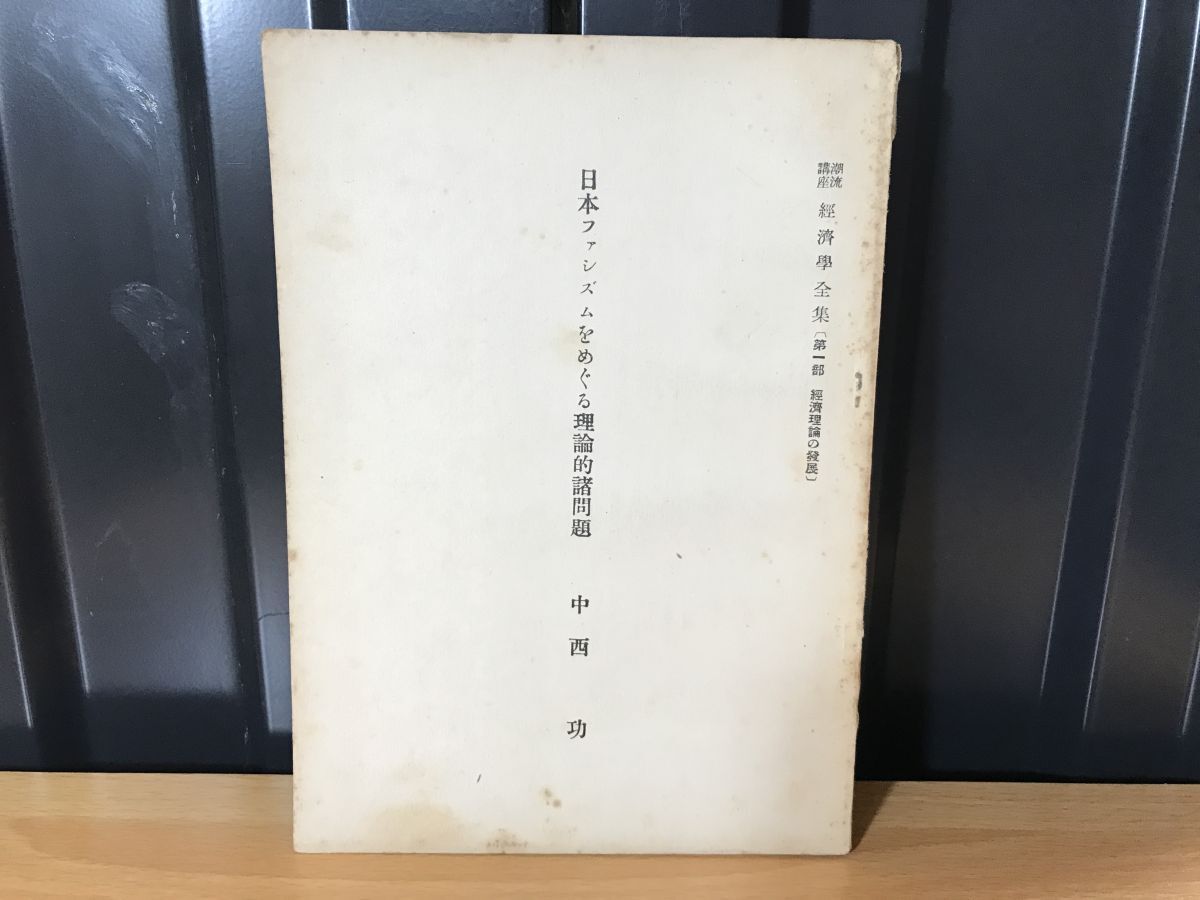 潮流講座 經濟學全集〔第一部 經濟理論の發展〕
日本ファシズムをめぐる理論的諸問題 中西功